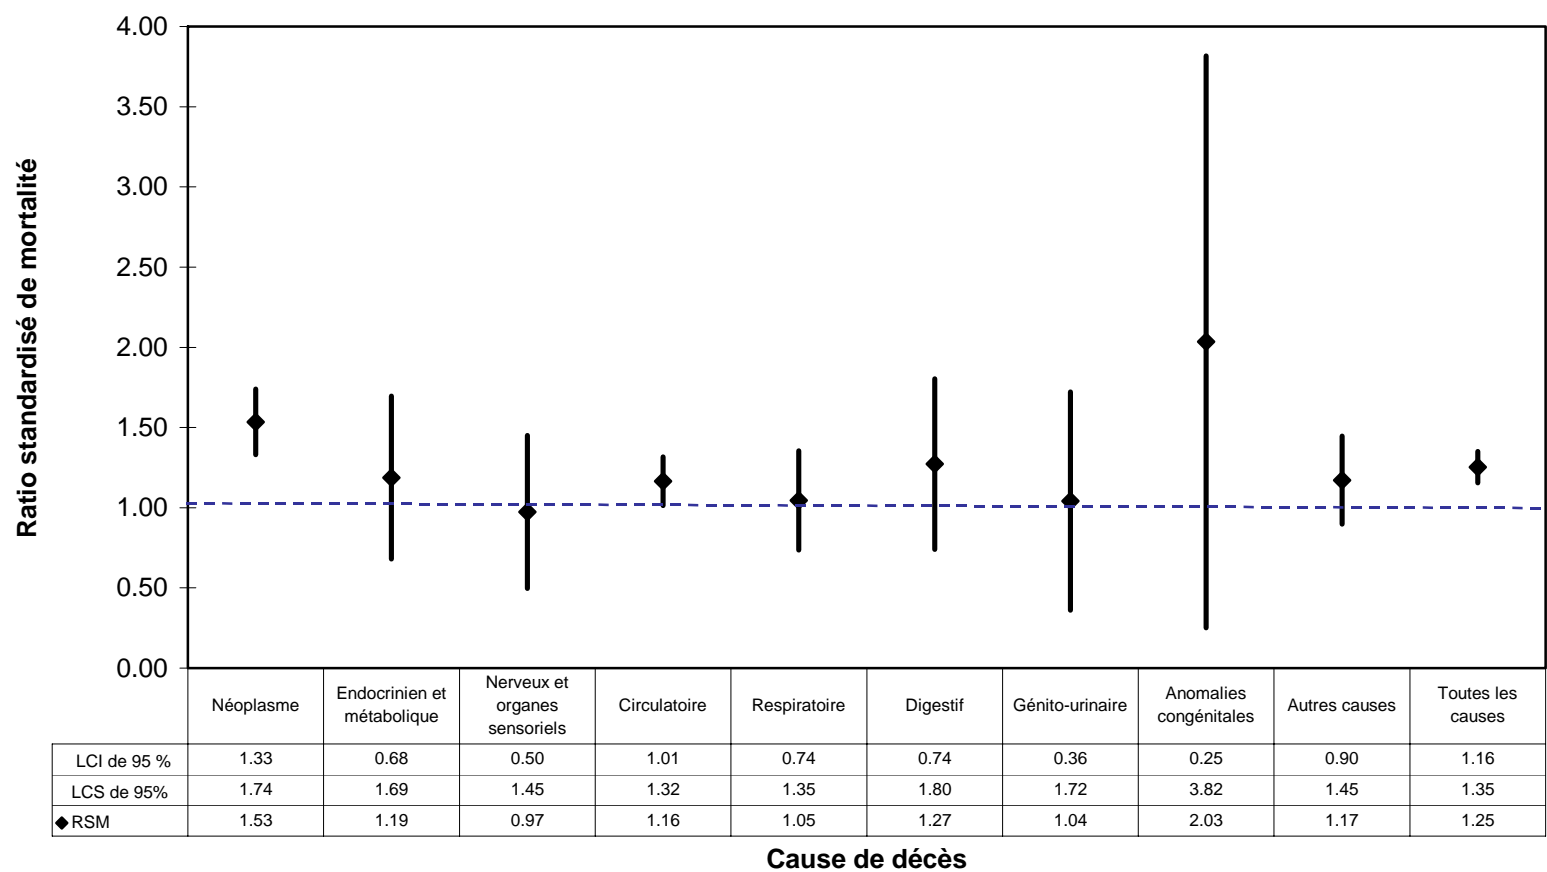 Ratio standardisé de mortalité
4.00
3.50
3.00
2.50
2.00
1.50
1.00
0.50
0.00
Néoplasme
Endocrinien et
métabolique
Nerveux et
organes
sensoriels
Circulatoire
Respiratoire
Digestif
Génito-urinaire
Anomalies
congénitales
Autres causes
Toutes les
causes
LCI de 95 % 1.33 0.68 0.50 1.01 0.74 0.74 0.36 0.25 0.90 1.16
LCS de 95% 1.74 1.69 1.45 1.32 1.35 1.80 1.72 3.82 1.45 1.35
RSM 1.53 1.19 0.97 1.16 1.05 1.27 1.04 2.03 1.17 1.25
Cause de décès